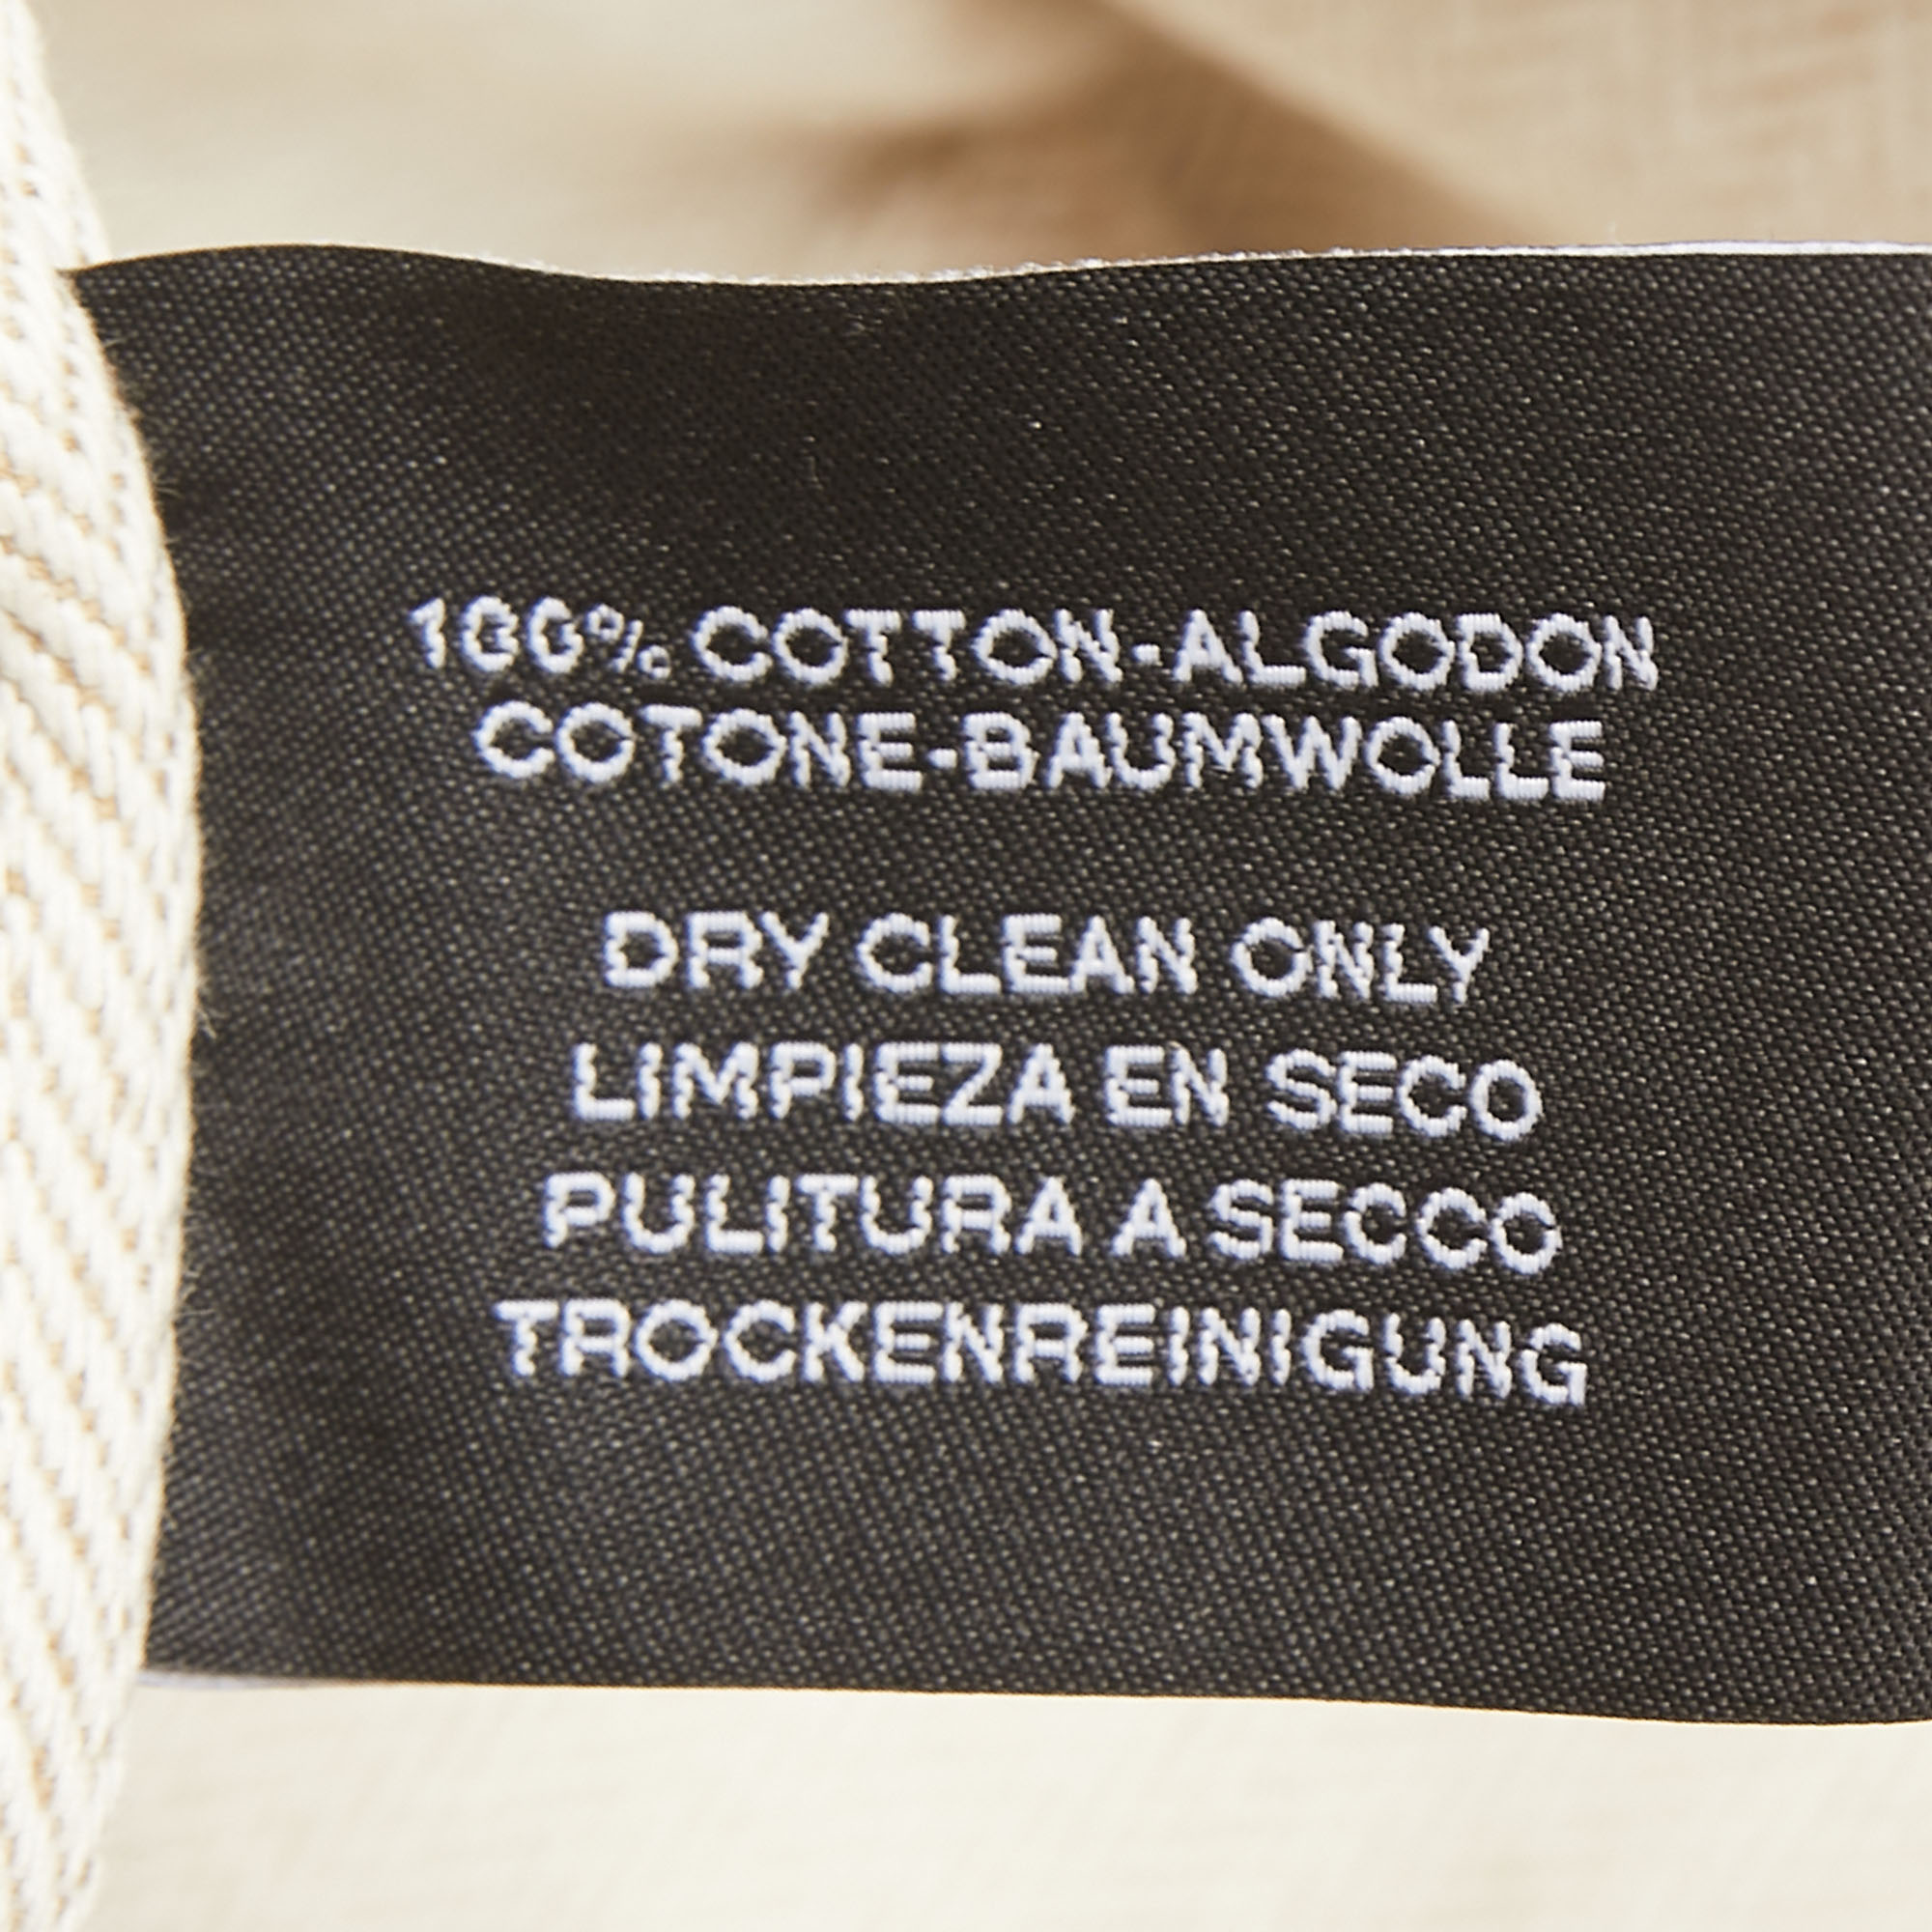 100% COTTON-ALGODON
COTONE-BAUMWOLLE
DRY CLEAN ONLY
LIMPIEZA EN SECO
PULITURA A SECCO
TROCKENREINIGUNG